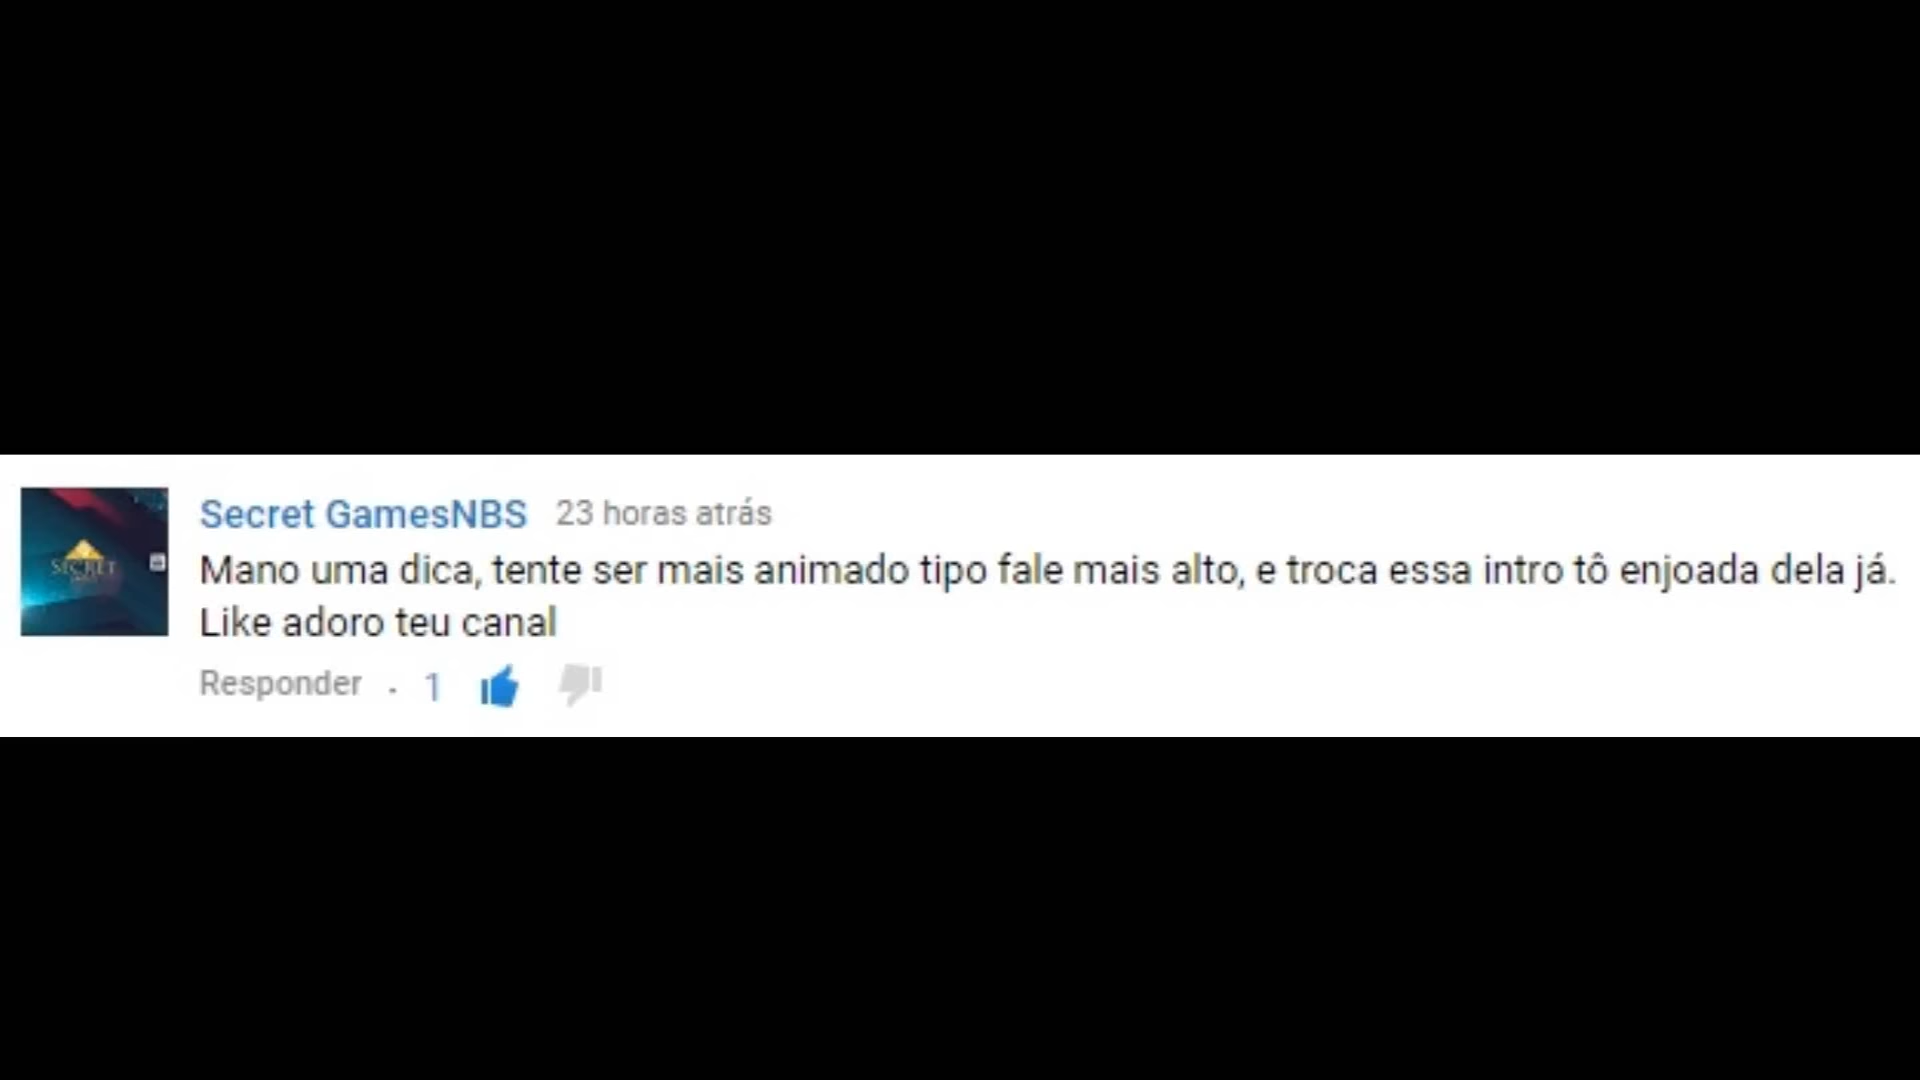 Secret GamesNBS 23 horas atrás
Mano uma dica, tente ser mais animado tipo fale mais alto, e troca essa intro tô enjoada dela já.
Like adoro teu canal
Responder . 1
SECRET